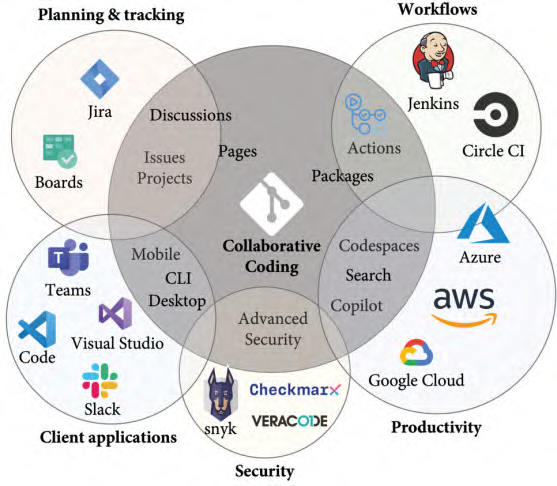 Planning & tracking
Workflows
Jira
Boards
Discussions
Issues
Projects
Pages
Actions
Packages
Jenkins
Circle CI
Collaborative
Coding
Mobile
CLI
Desktop
Codespaces
Search
Copilot
Advanced
Security
Teams
Visual Studio
Code
Slack
Client applications
Azure
aws
Google Cloud
Productivity
snyk
Checkmarx
VERACODE
Security